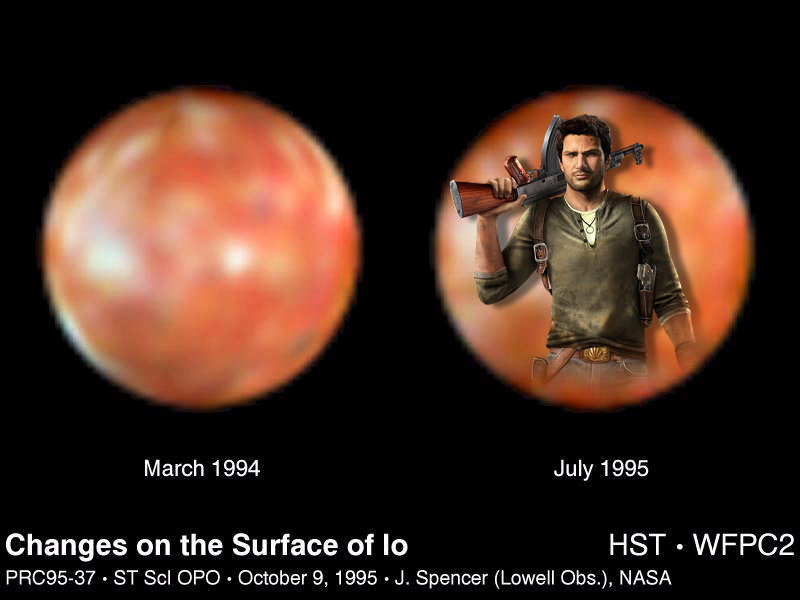 March 1994
July 1995
Changes on the Surface of Io
HST • WFPC2
PRC95-37 • ST ScI OPO • October 9, 1995 • J. Spencer (Lowell Obs.), NASA